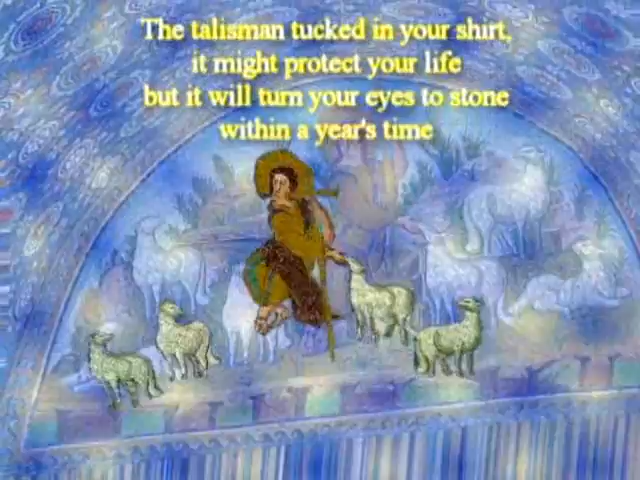 The talisman tucked in your shirt,
it might protect your life
but it will turn your eyes to stone
within a year's time